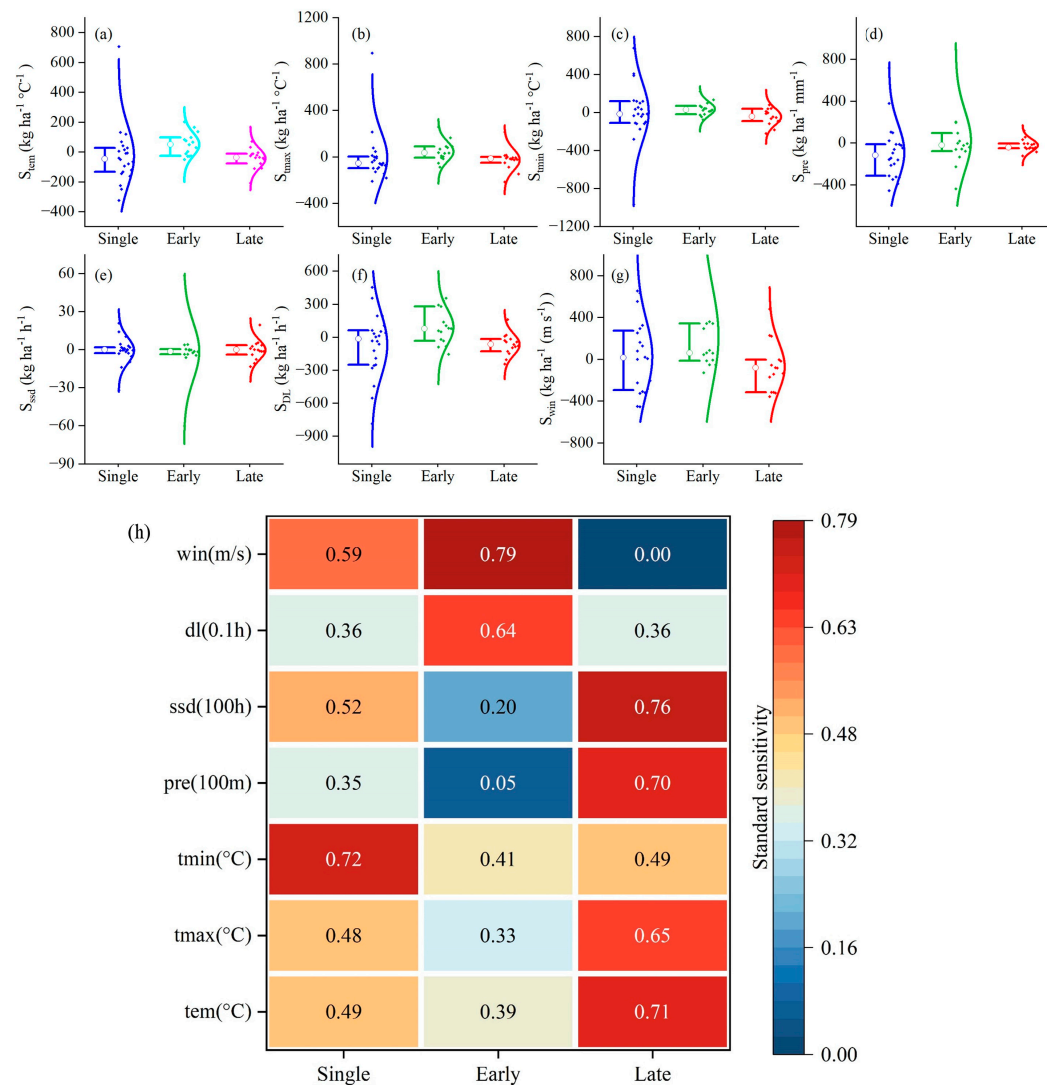 (a)
S_tem (kg ha⁻¹ °C⁻¹)
800
600
400
200
0
−200
−400
Single Early Late
(b)
S_tmax (kg ha⁻¹ °C⁻¹)
1200
800
400
0
−400
Single Early Late
(c)
S_tmin (kg ha⁻¹ °C⁻¹)
800
400
0
−400
−800
−1200
Single Early Late
(d)
S_pre (kg ha⁻¹ mm⁻¹)
800
400
0
−400
Single Early Late
(e)
S_ssd (kg ha⁻¹ h⁻¹ )
60
30
0
−30
−60
−90
Single Early Late
(f)
S_DL (kg ha⁻¹ h⁻¹ )
600
300
0
−300
−600
−900
Single Early Late
(g)
S_win (kg ha⁻¹ (m s⁻¹) )
800
400
0
−400
−800
Single Early Late
(h)
win(m/s) 0.59 0.79 0.00
dl(0.1h) 0.36 0.64 0.36
ssd(100h) 0.52 0.20 0.76
pre(100m) 0.35 0.05 0.70
tmin(°C) 0.72 0.41 0.49
tmax(°C) 0.48 0.33 0.65
tem(°C) 0.49 0.39 0.71
Single Early Late
Standard sensitivity
0.79
0.63
0.48
0.32
0.16
0.00